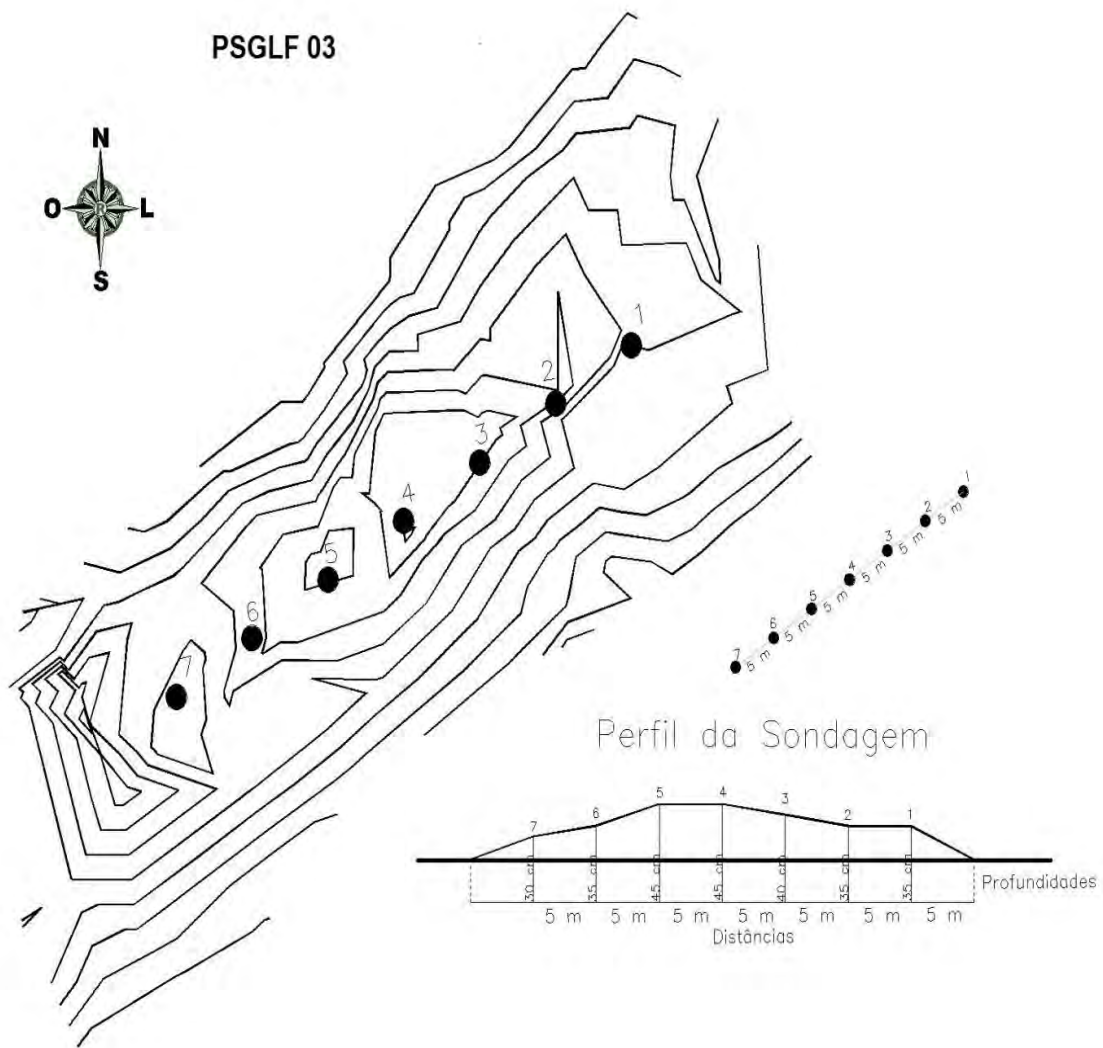 PSGLF 03
N
O R L
S
1
2
3
4
5
6
7
1
2
3
4
5
6
7
5 m
5 m
5 m
5 m
5 m
5 m
Perfil da Sondagem
7 6 5 4 3 2 1
30 cm 35 cm 45 cm 45 cm 40 cm 35 cm 35 cm
Profundidades
5 m 5 m 5 m 5 m 5 m 5 m 5 m
Distâncias